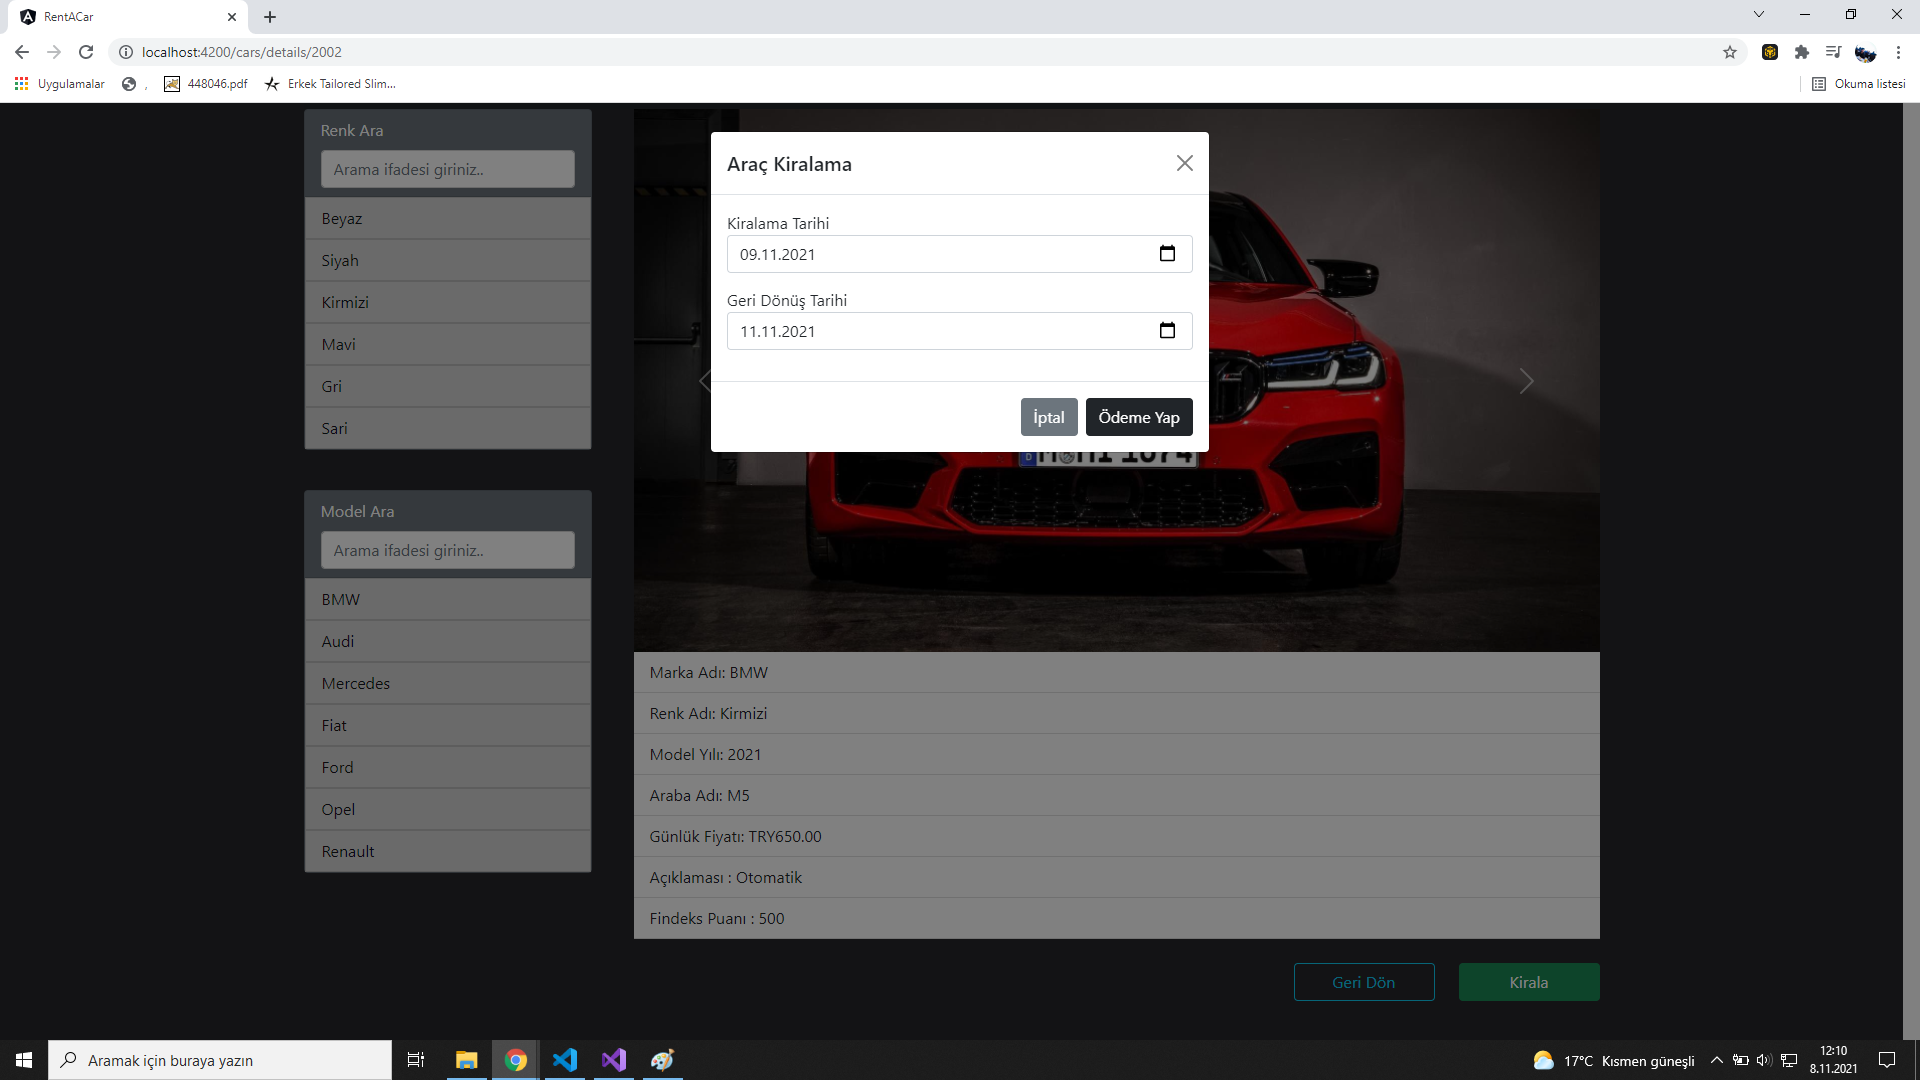 RentACar
localhost:4200/cars/details/2002
Uygulamalar
,
448046.pdf
Erkek Tailored Slim...
Okuma listesi
Renk Ara
Arama ifadesi giriniz..
Beyaz
Siyah
Kirmizi
Mavi
Gri
Sari
Model Ara
Arama ifadesi giriniz..
BMW
Audi
Mercedes
Fiat
Ford
Opel
Renault
Araç Kiralama
Kiralama Tarihi
09.11.2021
Geri Dönüş Tarihi
11.11.2021
İptal
Ödeme Yap
Marka Adı: BMW
Renk Adı: Kirmizi
Model Yılı: 2021
Araba Adı: M5
Günlük Fiyatı: TRY650.00
Açıklaması : Otomatik
Findeks Puanı : 500
Geri Dön
Kirala
Aramak için buraya yazın
17°C Kısmen güneşli
12:10
8.11.2021